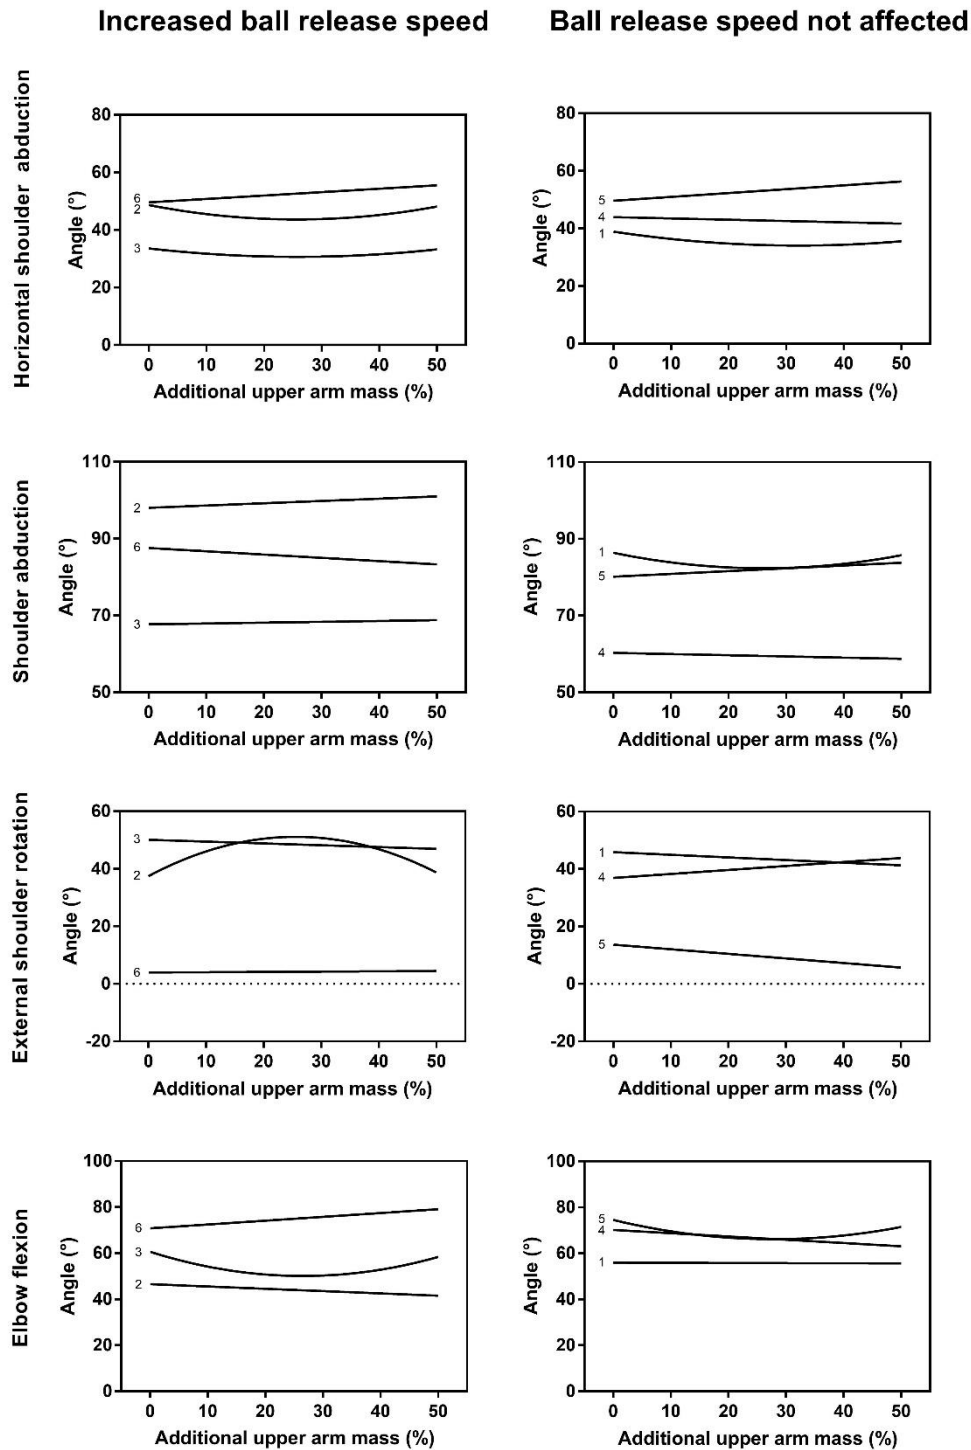 Increased ball release speed
Ball release speed not affected
Horizontal shoulder abduction
Angle (°)
80
60
40
20
0
6
2
3
0 10 20 30 40 50
Additional upper arm mass (%)
Angle (°)
80
60
40
20
0
5
4
1
0 10 20 30 40 50
Additional upper arm mass (%)
Shoulder abduction
Angle (°)
110
90
70
50
2
6
3
0 10 20 30 40 50
Additional upper arm mass (%)
Angle (°)
110
90
70
50
1
5
4
0 10 20 30 40 50
Additional upper arm mass (%)
External shoulder rotation
Angle (°)
60
40
20
0
-20
3
2
6
0 10 20 30 40 50
Additional upper arm mass (%)
Angle (°)
60
40
20
0
-20
1
4
5
0 10 20 30 40 50
Additional upper arm mass (%)
Elbow flexion
Angle (°)
100
80
60
40
20
0
6
3
2
0 10 20 30 40 50
Additional upper arm mass (%)
Angle (°)
100
80
60
40
20
0
5
4
1
0 10 20 30 40 50
Additional upper arm mass (%)